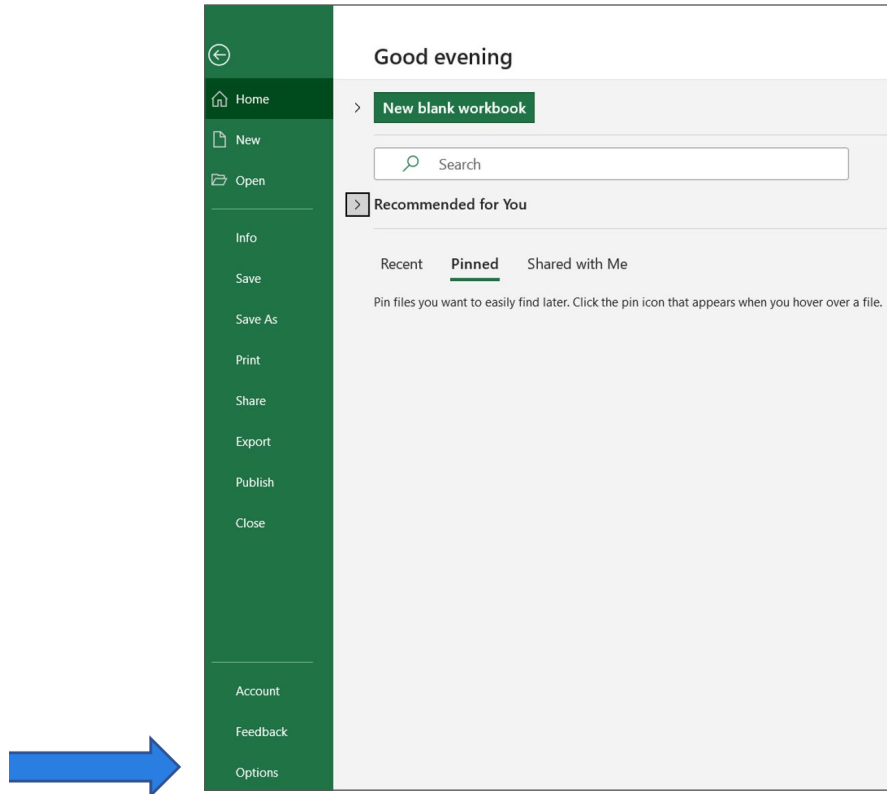 Good evening
Home
New blank workbook
New
Search
Open
Recommended for You
Info
Recent Pinned Shared with Me
Save
Pin files you want to easily find later. Click the pin icon that appears when you hover over a file.
Save As
Print
Share
Export
Publish
Close
Account
Feedback
Options